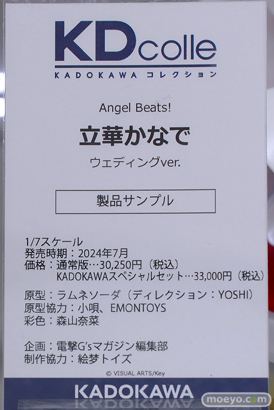 KDcolle
KADOKAWA コレクション
Angel Beats!
立華かなで
ウェディングver.
製品サンプル
1/7スケール
発売時期：2024年7月
価格：通常版…30,250円（税込）
KADOKAWAスペシャルセット…33,000円（税込）
原型：ラムネソーダ（ディレクション：YOSHI）
原型協力：小唄、EMONTOYS
彩色：森山奈菜
企画：電撃G'sマガジン編集部
制作協力：絵夢トイズ
© VISUAL ARTS/Key
KADOKAWA
moeyo.com